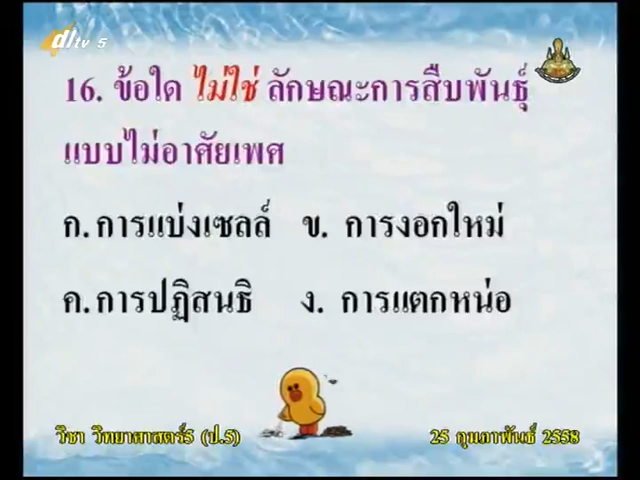 dltv 5
16. ข้อใด ไม่ใช่ ลักษณะการสืบพันธุ์
แบบไม่อาศัยเพศ
ก. การแบ่งเซลล์ ข. การงอกใหม่
ค. การปฏิสนธิ ง. การแตกหน่อ
วิชา วิทยาศาสตร์5 (ป.5) 25 กุมภาพันธ์ 2558